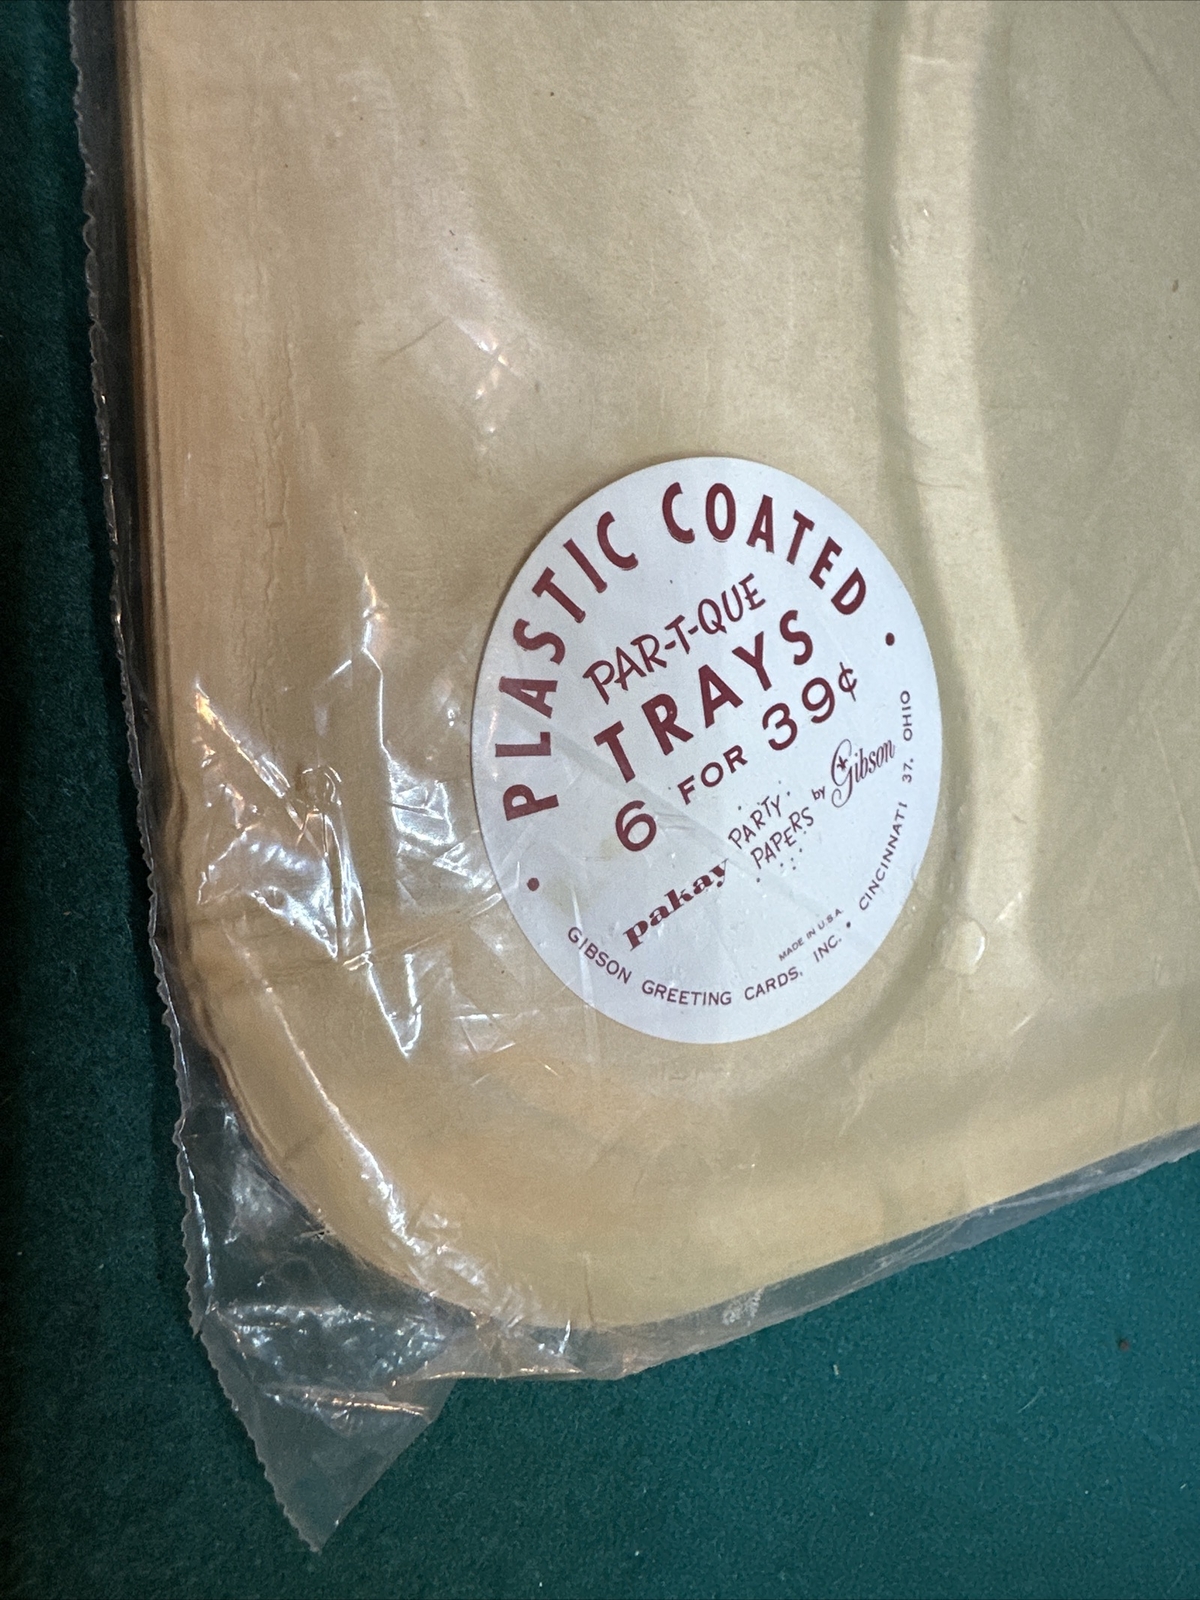 PLASTIC COATED
PAR-T-QUE
TRAYS
6 FOR 39¢
pakay PARTY PAPERS by Gibson
MADE IN U.S.A.
GIBSON GREETING CARDS, INC. • CINCINNATI 37, OHIO